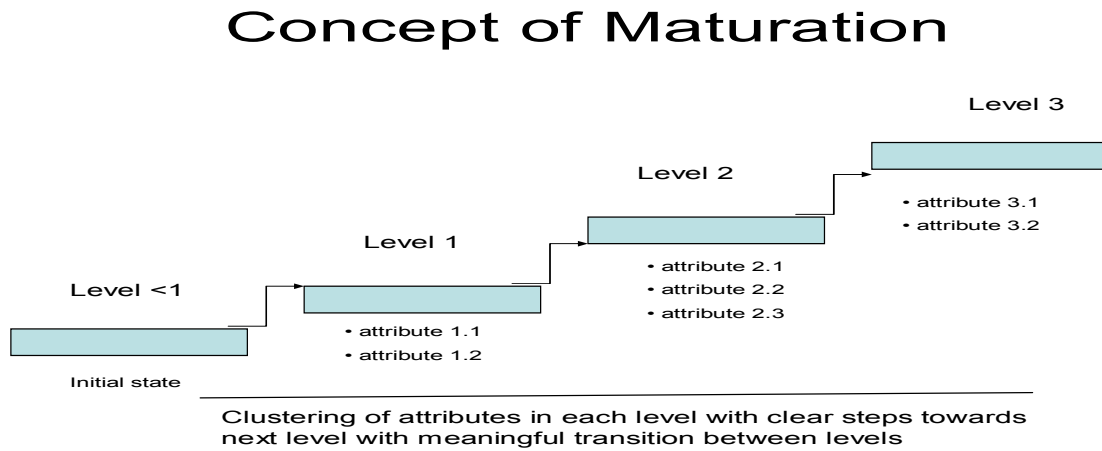 Concept of Maturation
Level <1
Initial state
Level 1
• attribute 1.1
• attribute 1.2
Level 2
• attribute 2.1
• attribute 2.2
• attribute 2.3
Level 3
• attribute 3.1
• attribute 3.2
Clustering of attributes in each level with clear steps towards
next level with meaningful transition between levels